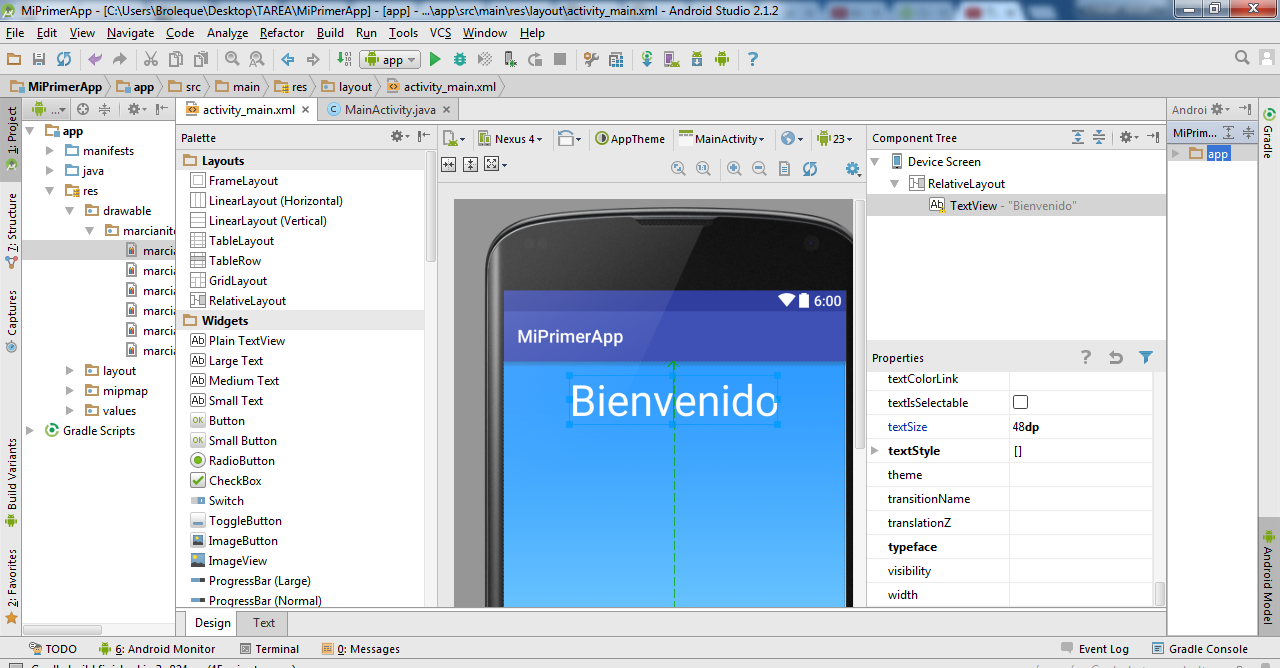 MiPrimerApp - [C:\Users\Broleque\Desktop\TAREA\MiPrimerApp] - [app] - ...\app\src\main\res\layout\activity_main.xml - Android Studio 2.1.2
File Edit View Navigate Code Analyze Refactor Build Run Tools VCS Window Help
app
MiPrimerApp app src main res layout activity_main.xml
1: Project
7: Structure
Captures
Build Variants
2: Favorites
...
app
manifests
java
res
drawable
marcianito
marcia
marcia
marcia
marcia
marcia
marcia
layout
mipmap
values
Gradle Scripts
activity_main.xml MainActivity.java
Palette
Layouts
FrameLayout
LinearLayout (Horizontal)
LinearLayout (Vertical)
TableLayout
TableRow
GridLayout
RelativeLayout
Widgets
Ab Plain TextView
Ab Large Text
Ab Medium Text
Ab Small Text
OK Button
OK Small Button
RadioButton
CheckBox
Switch
ToggleButton
ImageButton
ImageView
ProgressBar (Large)
ProgressBar (Normal)
Design Text
Nexus 4 AppTheme MainActivity 23
6:00
MiPrimerApp
Bienvenido
Component Tree
Device Screen
RelativeLayout
Ab TextView - "Bienvenido"
Properties
textColorLink
textIsSelectable
textSize 48dp
textStyle []
theme
transitionName
translationZ
typeface
visibility
width
Androi
MiPrim...
app
Gradle
Android Model
TODO 6: Android Monitor Terminal 0: Messages Event Log Gradle Console